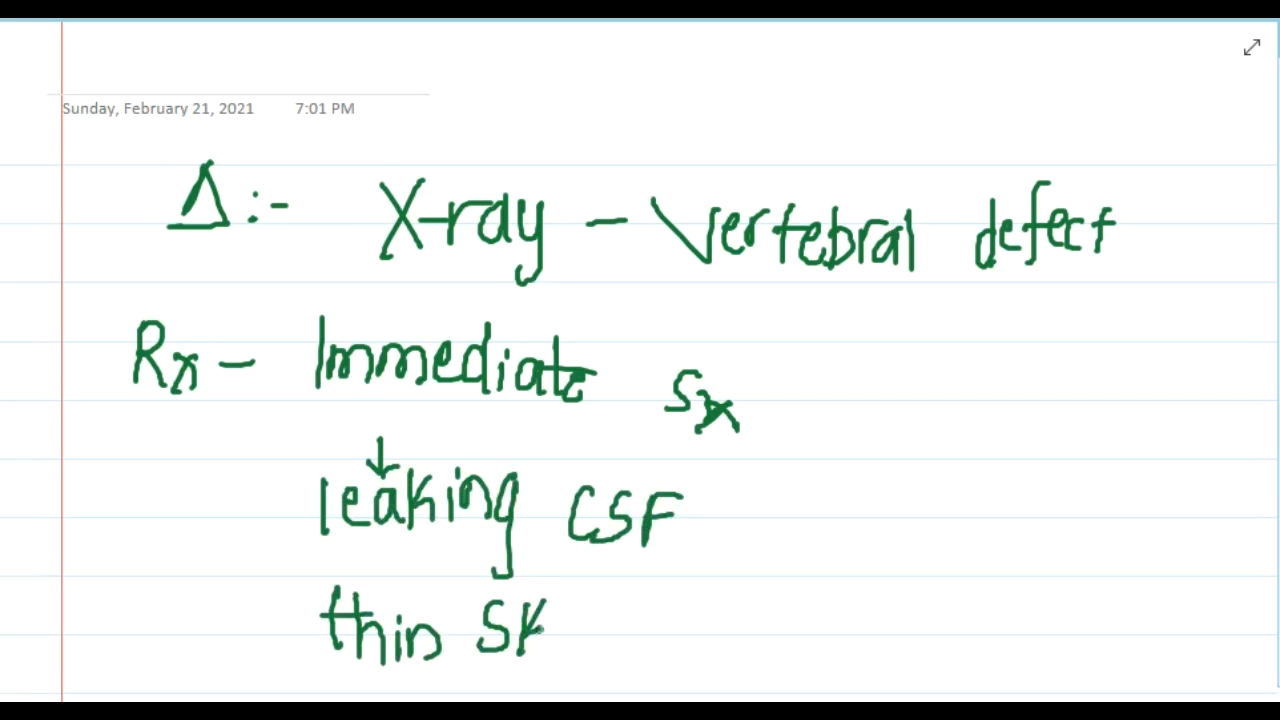 Sunday, February 21, 2021 7:01 PM
Δ :- X-ray - Vertebral defect
Rx - Immediate Sx
↓
leaking CSF
thin SK